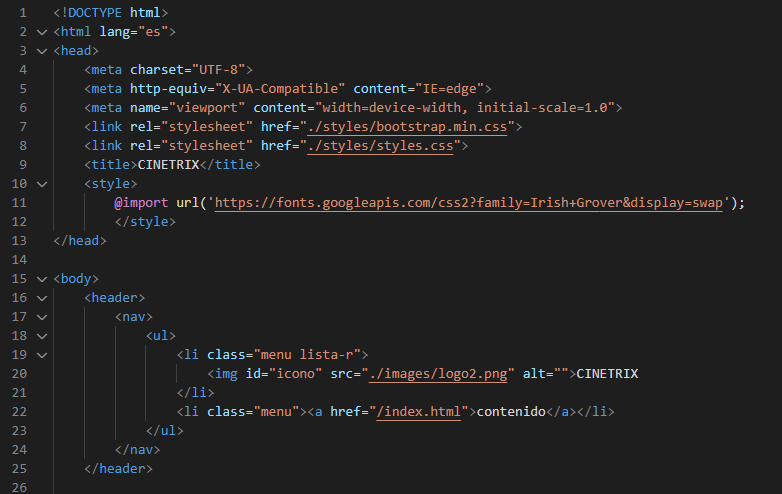 1 <!DOCTYPE html>
2 <html lang="es">
3 <head>
4     <meta charset="UTF-8">
5     <meta http-equiv="X-UA-Compatible" content="IE=edge">
6     <meta name="viewport" content="width=device-width, initial-scale=1.0">
7     <link rel="stylesheet" href="./styles/bootstrap.min.css">
8     <link rel="stylesheet" href="./styles/styles.css">
9     <title>CINETRIX</title>
10     <style>
11         @import url('https://fonts.googleapis.com/css2?family=Irish+Grover&display=swap');
12         </style>
13 </head>
14
15 <body>
16     <header>
17         <nav>
18             <ul>
19                 <li class="menu lista-r">
20                     <img id="icono" src="./images/logo2.png" alt="">CINETRIX
21                 </li>
22                 <li class="menu"><a href="/index.html">contenido</a></li>
23             </ul>
24         </nav>
25     </header>
26